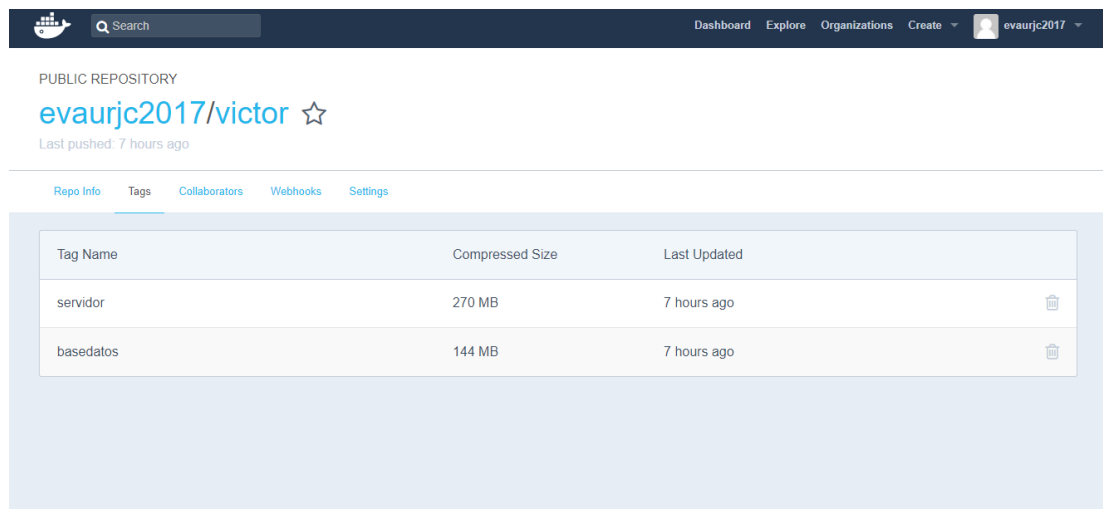 Search Dashboard Explore Organizations Create evaurjc2017
PUBLIC REPOSITORY
evaurjc2017/victor
Last pushed: 7 hours ago
Repo Info Tags Collaborators Webhooks Settings
Tag Name Compressed Size Last Updated
servidor 270 MB 7 hours ago
basedatos 144 MB 7 hours ago